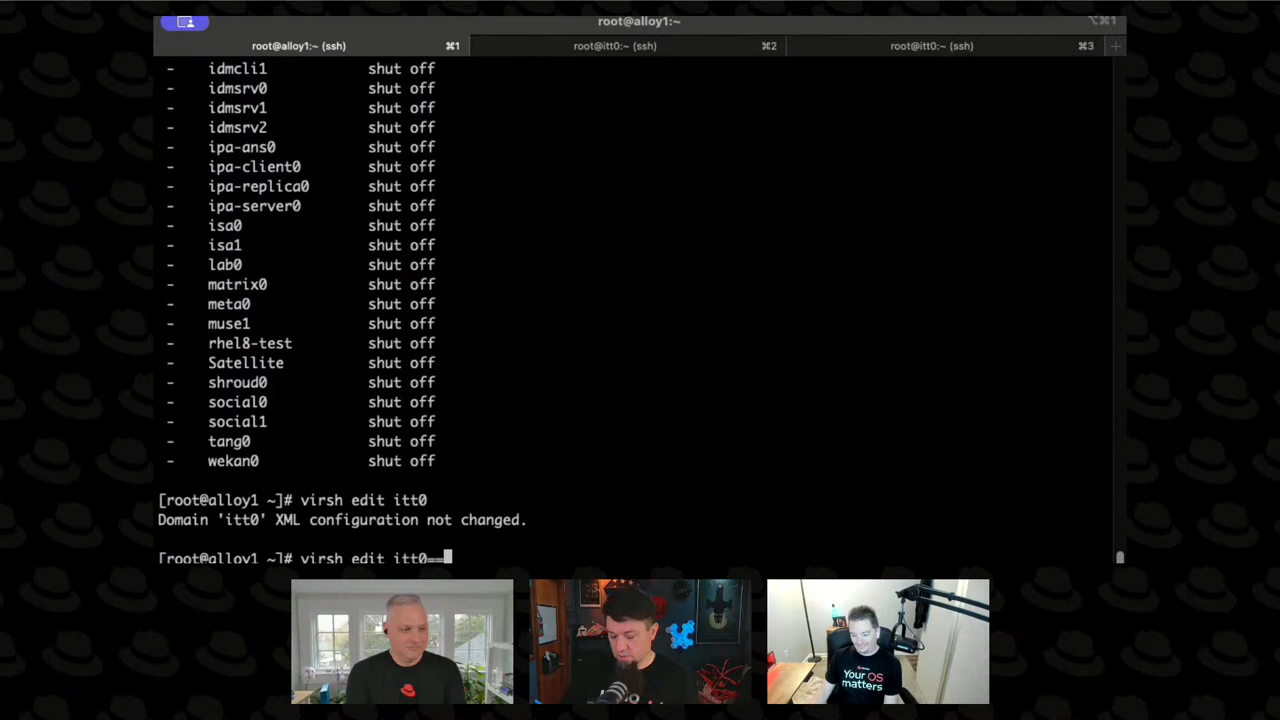 root@alloy1:~
⌥⌘1
root@alloy1:~ (ssh) ⌘1 root@itt0:~ (ssh) ⌘2 root@itt0:~ (ssh) ⌘3 +
- idmcli1 shut off
- idmsrv0 shut off
- idmsrv1 shut off
- idmsrv2 shut off
- ipa-ans0 shut off
- ipa-client0 shut off
- ipa-replica0 shut off
- ipa-server0 shut off
- isa0 shut off
- isa1 shut off
- lab0 shut off
- matrix0 shut off
- meta0 shut off
- muse1 shut off
- rhel8-test shut off
- Satellite shut off
- shroud0 shut off
- social0 shut off
- social1 shut off
- tang0 shut off
- wekan0 shut off
[root@alloy1 ~]# virsh edit itt0
Domain 'itt0' XML configuration not changed.
[root@alloy1 ~]# virsh edit itt0==
Your OS
matters